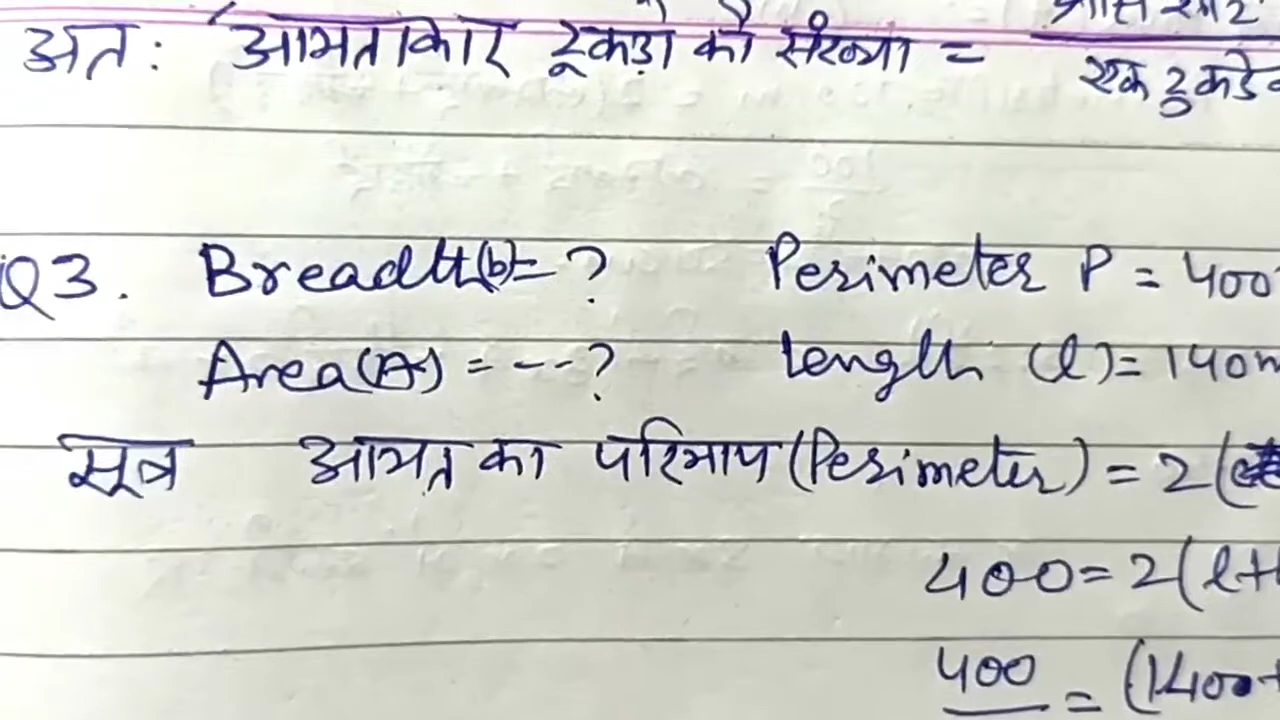 अतः आयताकार टूकड़ो की संख्या =
एक टुकडे
Q3. Breadth(b)= ? Perimeter P = 400
Area(A) = ---? length (l)= 140m
सूत्र आयत का परिमाप (Perimeter) = 2(
400=2(l+
400 = (1400+